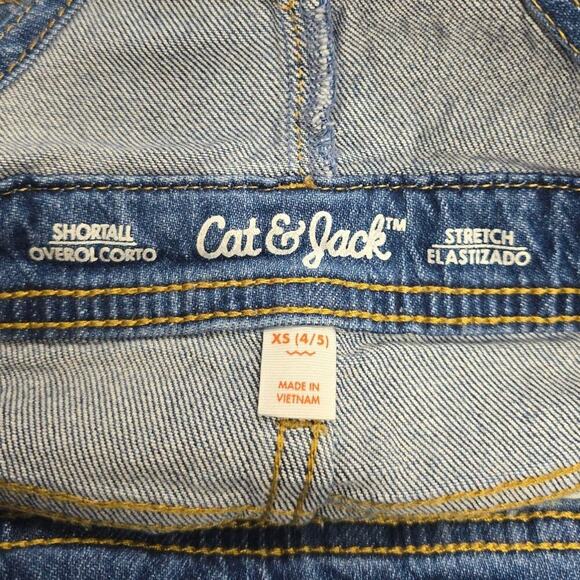 SHORTALL
OVEROL CORTO
Cat & Jack™
STRETCH
ELASTIZADO
XS (4/5)
MADE IN
VIETNAM